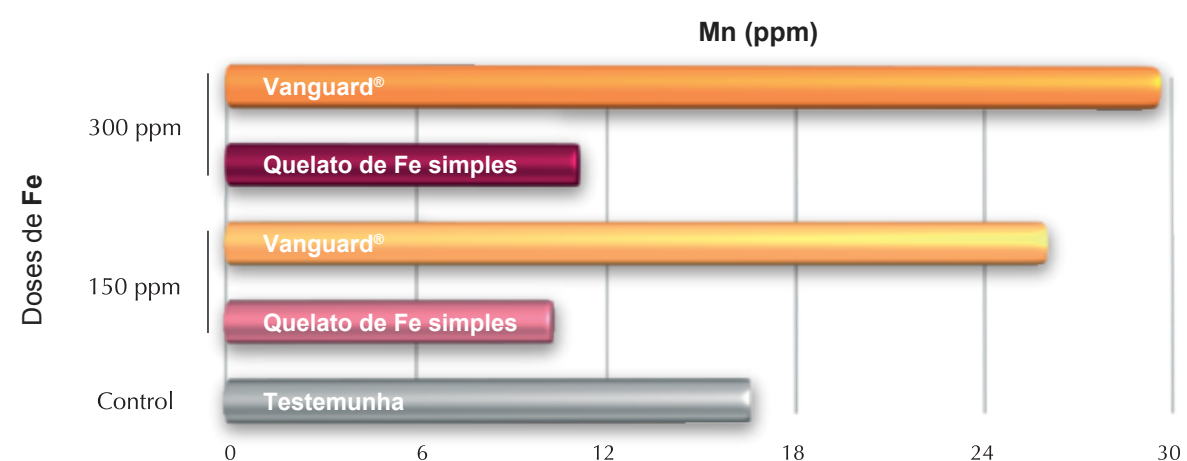 Mn (ppm)
Vanguard®
300 ppm
Quelato de Fe simples
Doses de Fe
Vanguard®
150 ppm
Quelato de Fe simples
Control
Testemunha
0 6 12 18 24 30